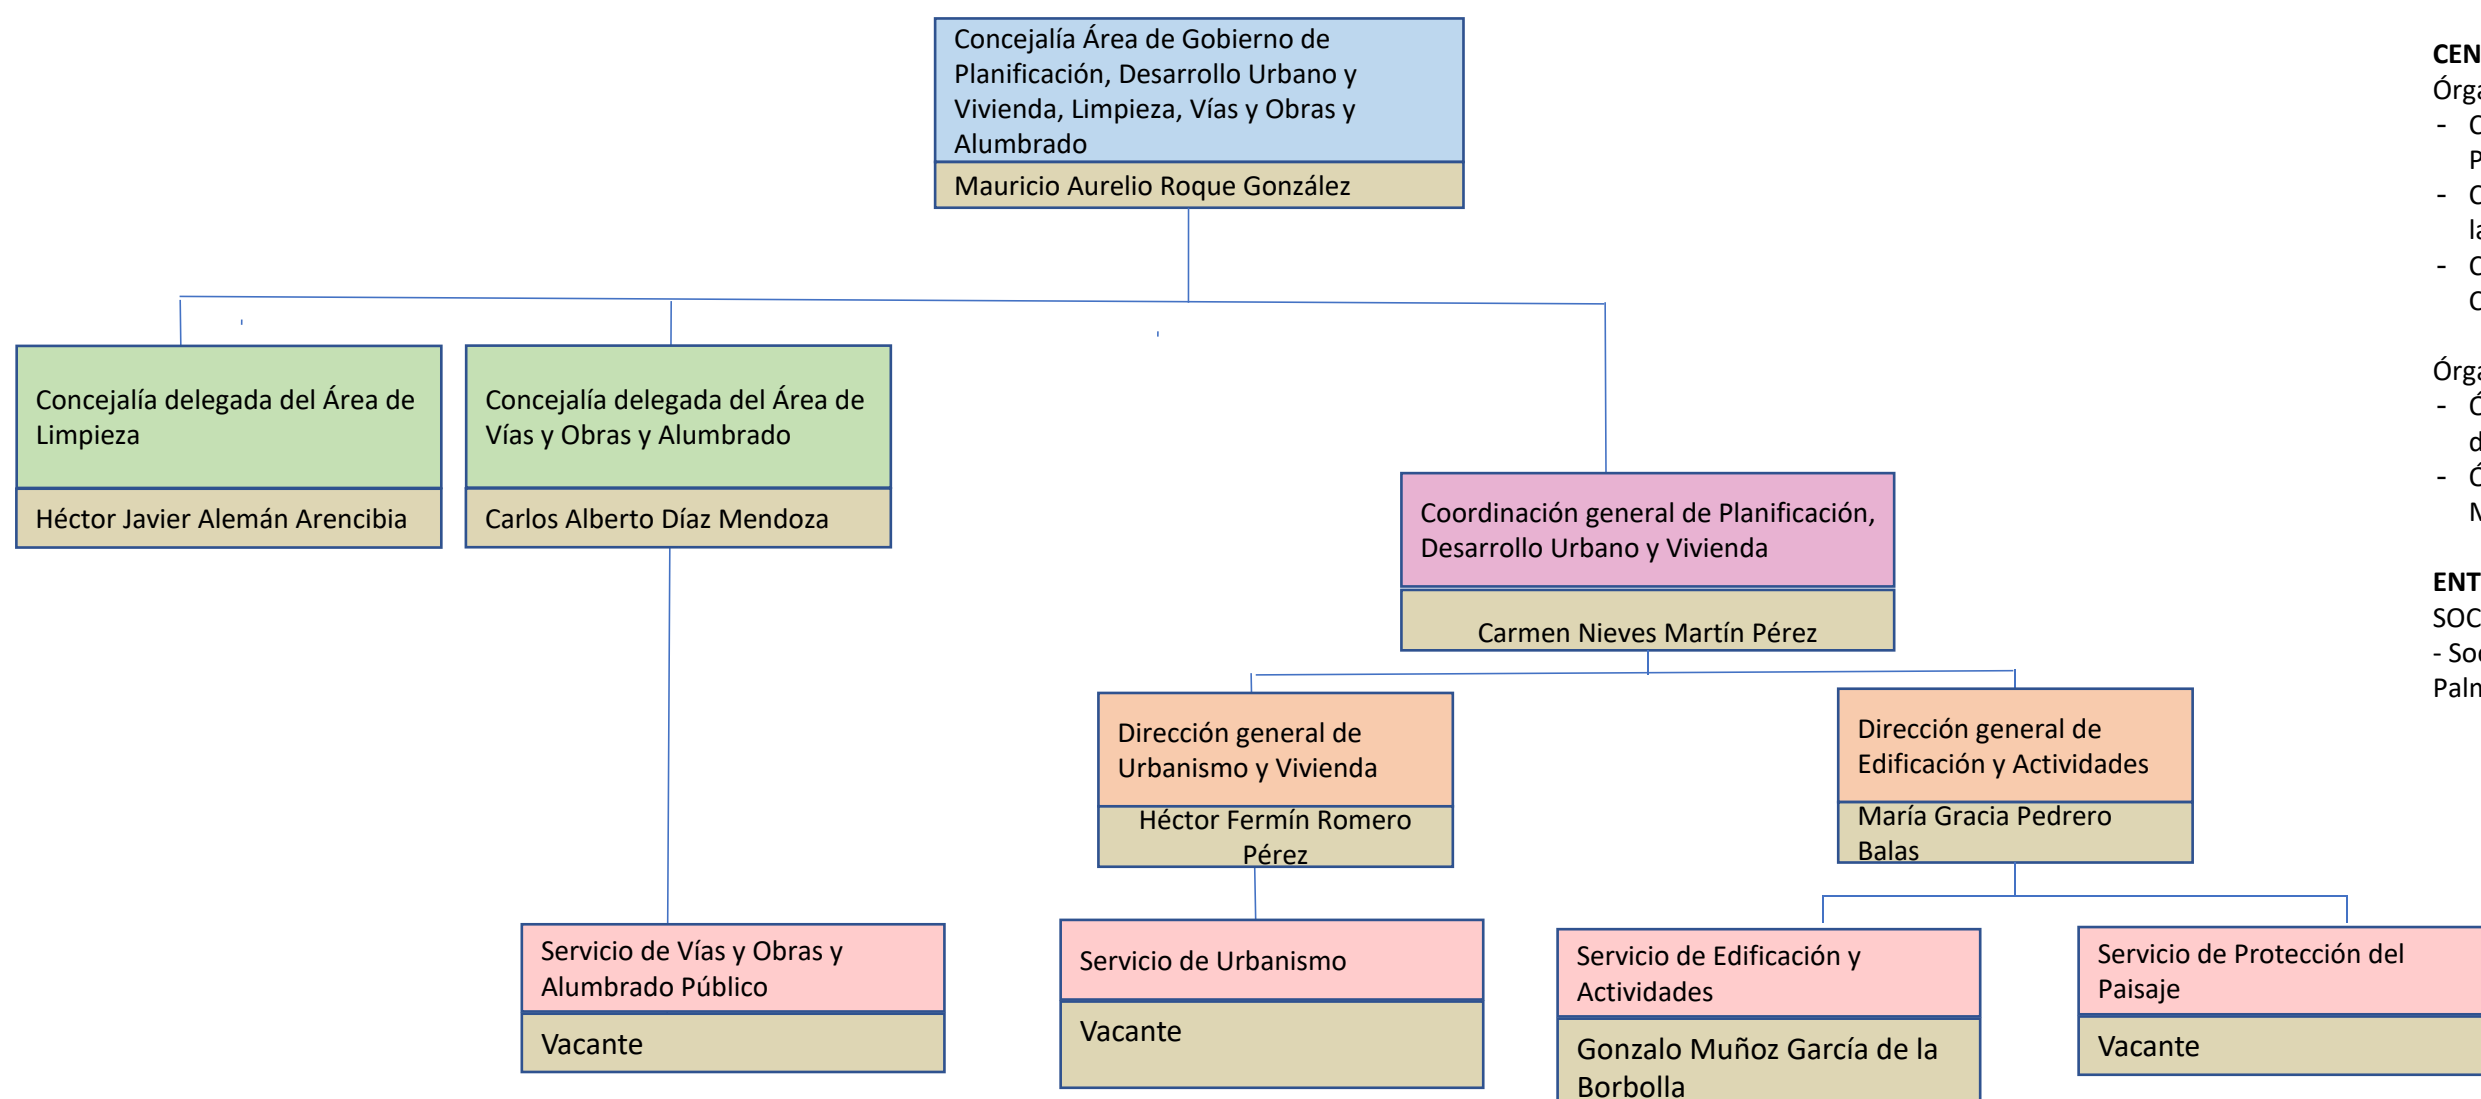 Concejalía Área de Gobierno de
Planificación, Desarrollo Urbano y
Vivienda, Limpieza, Vías y Obras y
Alumbrado
Mauricio Aurelio Roque González
Concejalía delegada del Área de
Limpieza
Héctor Javier Alemán Arencibia
Concejalía delegada del Área de
Vías y Obras y Alumbrado
Carlos Alberto Díaz Mendoza
Coordinación general de Planificación,
Desarrollo Urbano y Vivienda
Carmen Nieves Martín Pérez
Dirección general de
Urbanismo y Vivienda
Héctor Fermín Romero
Pérez
Dirección general de
Edificación y Actividades
María Gracia Pedrero
Balas
Servicio de Vías y Obras y
Alumbrado Público
Vacante
Servicio de Urbanismo
Vacante
Servicio de Edificación y
Actividades
Gonzalo Muñoz García de la
Borbolla
Servicio de Protección del
Paisaje
Vacante